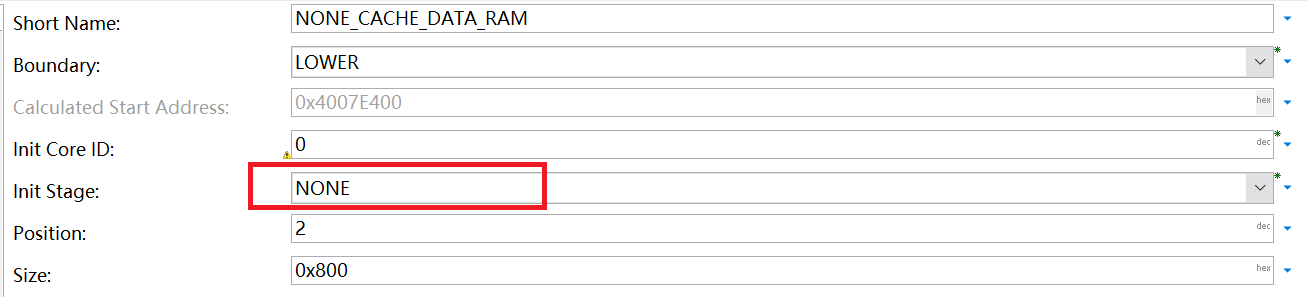 Short Name: NONE_CACHE_DATA_RAM
Boundary: LOWER
Calculated Start Address: 0x4007E400 hex
Init Core ID: 0 dec
Init Stage: NONE
Position: 2 dec
Size: 0x800 hex